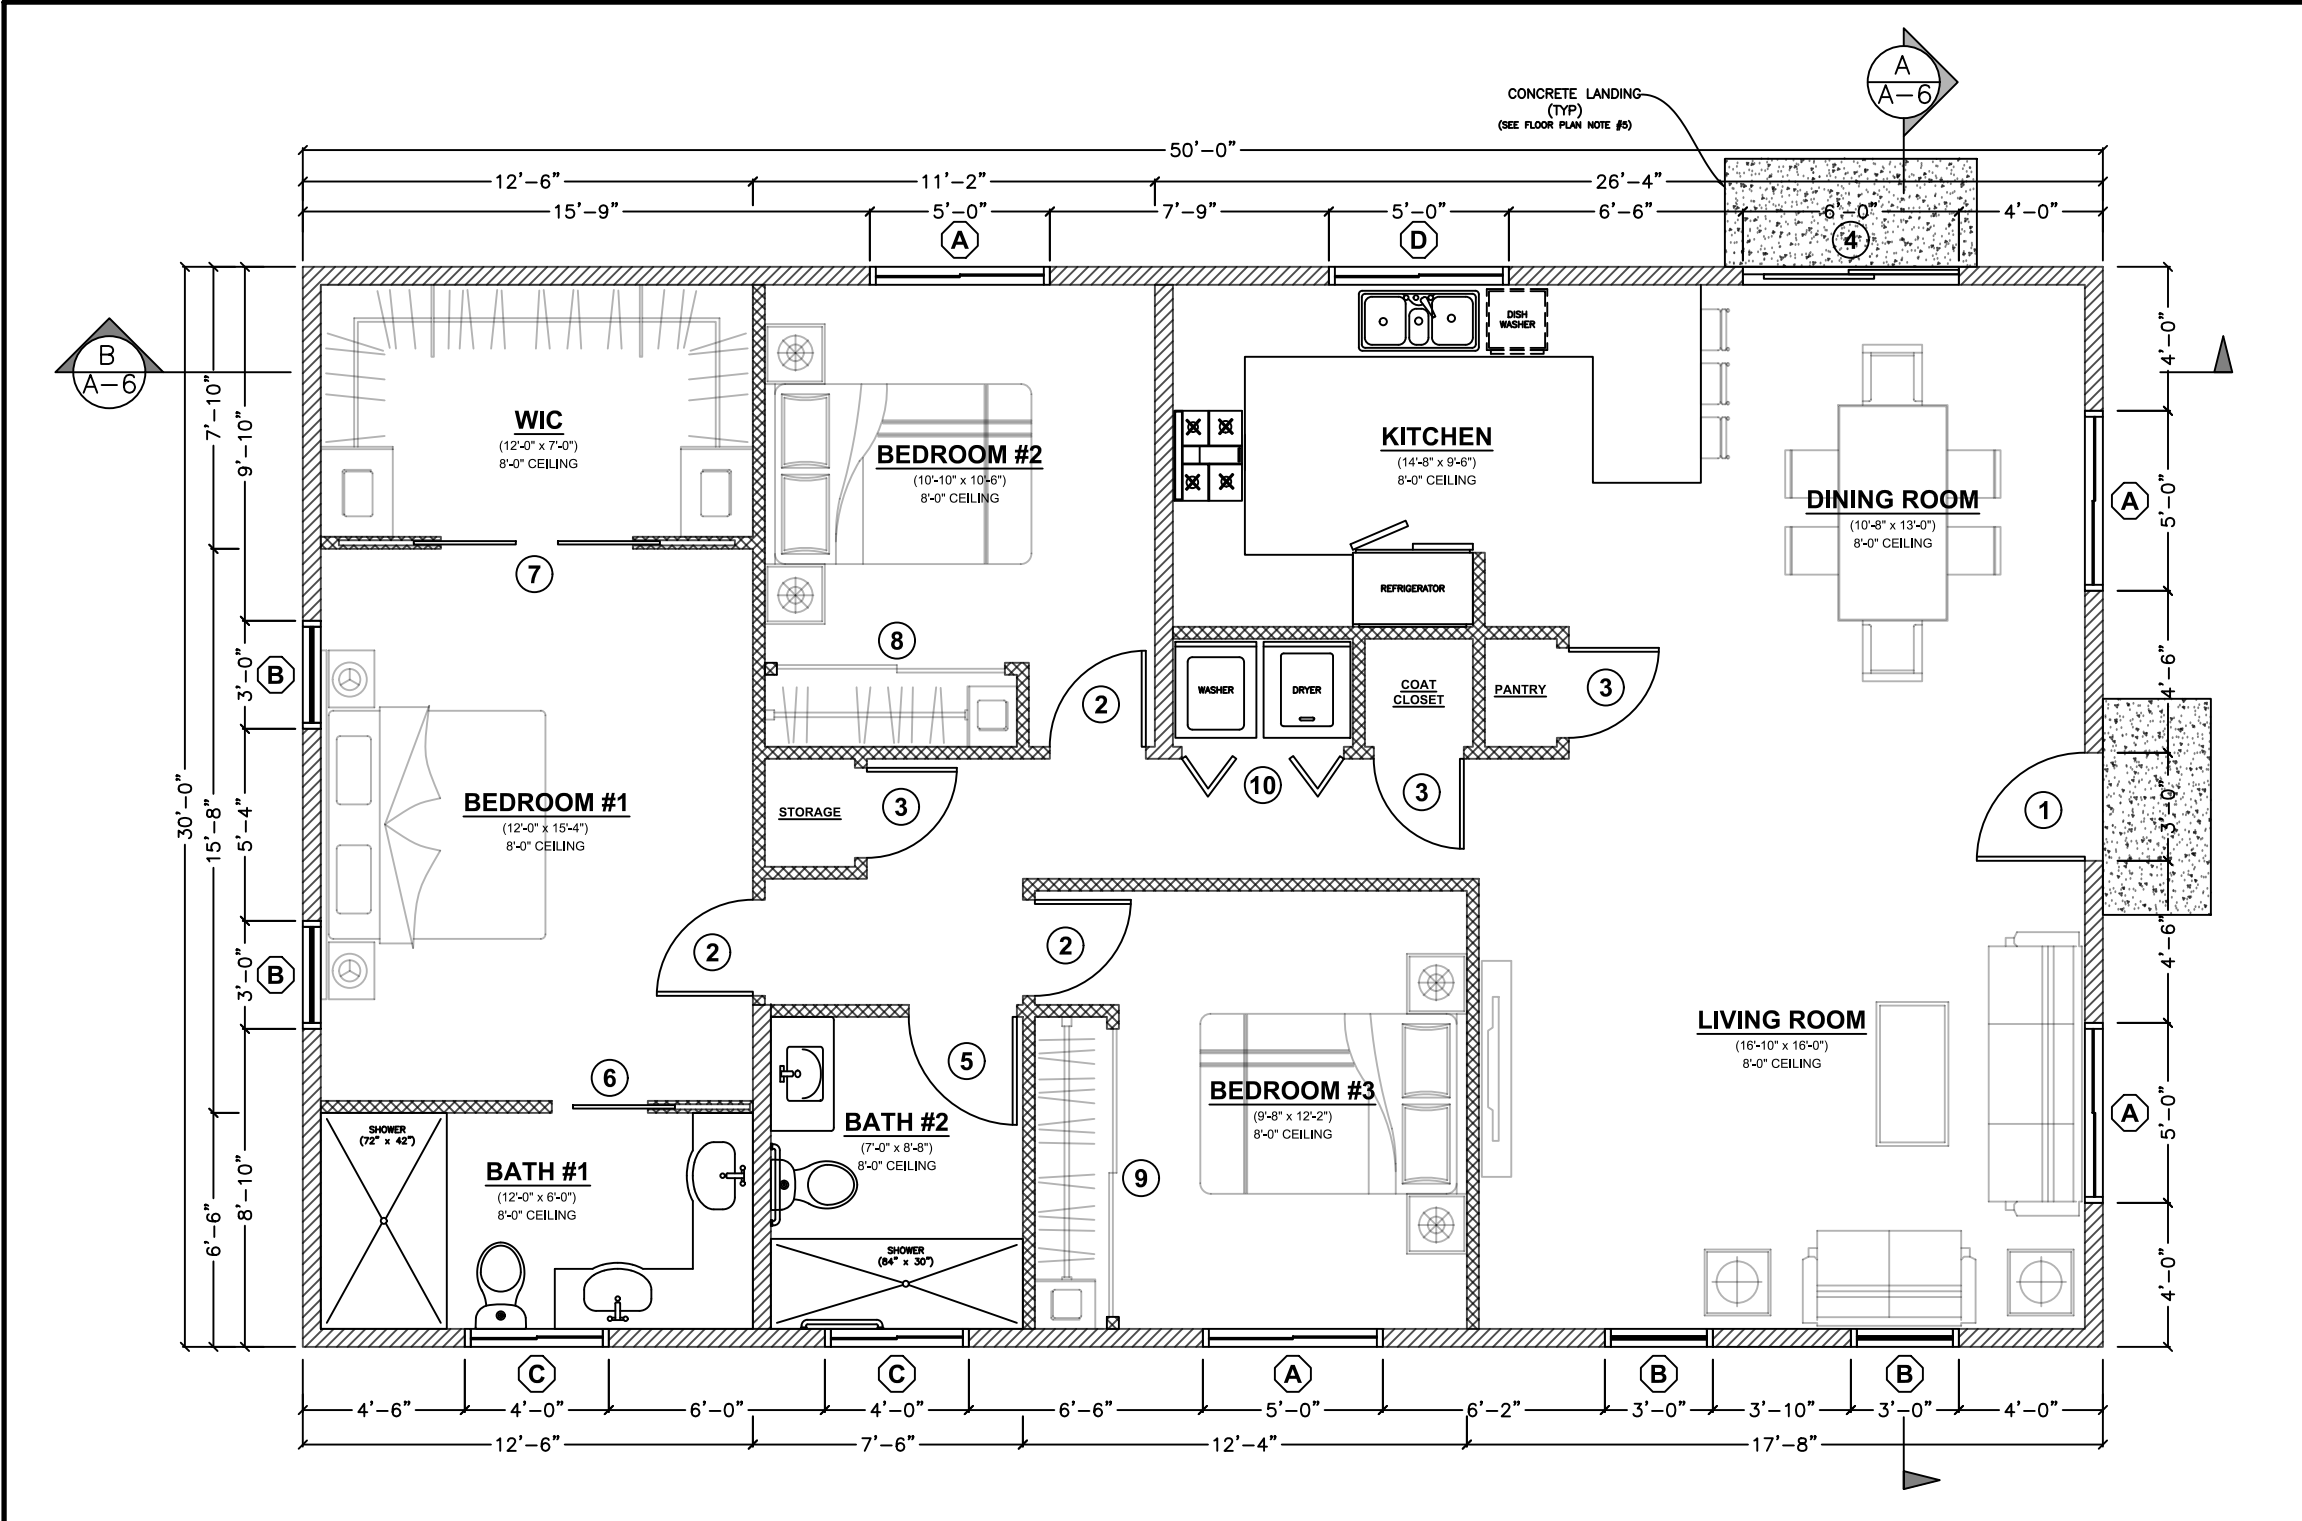 A
A-6
CONCRETE LANDING
(TYP)
(SEE FLOOR PLAN NOTE #5)
50'-0"
12'-6" 11'-2" 26'-4"
15'-9" 5'-0" 7'-9" 5'-0" 6'-6" 6'-0" 4'-0"
A D 4
B
A-6
30'-0"
7'-10" 15'-8" 6'-6"
9'-10" 3'-0" 5'-4" 3'-0" 8'-10"
B
B
WIC
(12'-0" x 7'-0")
8'-0" CEILING
7
BEDROOM #2
(10'-10" x 10'-6")
8'-0" CEILING
8
2
DISH
WASHER
KITCHEN
(14'-8" x 9'-6")
8'-0" CEILING
REFRIGERATOR
DINING ROOM
(10'-8" x 13'-0")
8'-0" CEILING
WASHER
DRYER
COAT
CLOSET
PANTRY
3
10
3
BEDROOM #1
(12'-0" x 15'-4")
8'-0" CEILING
STORAGE
3
1
2
2
LIVING ROOM
(16'-10" x 16'-0")
8'-0" CEILING
6
5
BEDROOM #3
(9'-8" x 12'-2")
8'-0" CEILING
9
SHOWER
(72" x 42")
BATH #1
(12'-0" x 6'-0")
8'-0" CEILING
BATH #2
(7'-0" x 8'-8")
8'-0" CEILING
SHOWER
(84" x 30")
4'-0"
5'-0"
A
4'-6"
3'-0"
4'-6"
5'-0"
A
4'-0"
C C A B B
4'-6" 4'-0" 6'-0" 4'-0" 6'-6" 5'-0" 6'-2" 3'-0" 3'-10" 3'-0" 4'-0"
12'-6" 7'-6" 12'-4" 17'-8"